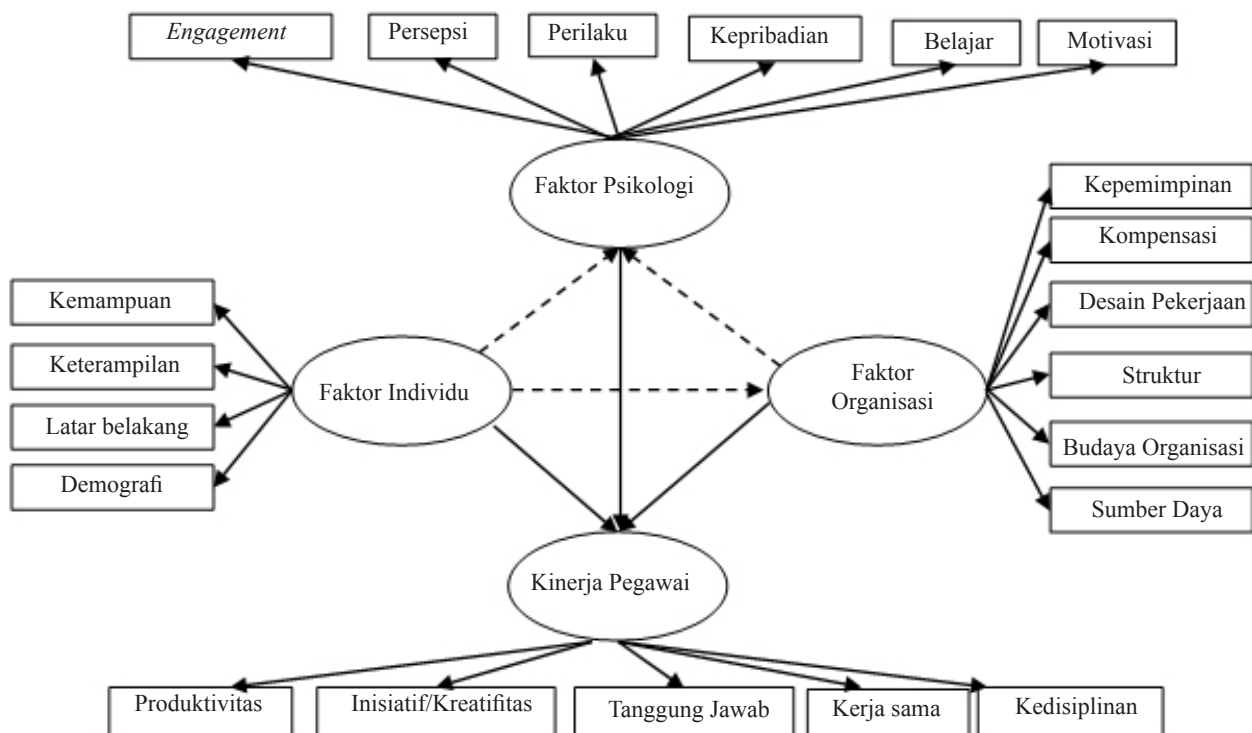 Engagement
Persepsi
Perilaku
Kepribadian
Belajar
Motivasi
Faktor Psikologi
Kepemimpinan
Kompensasi
Desain Pekerjaan
Struktur
Budaya Organisasi
Sumber Daya
Kemampuan
Keterampilan
Latar belakang
Demografi
Faktor Individu
Faktor
Organisasi
Kinerja Pegawai
Produktivitas
Inisiatif/Kreatifitas
Tanggung Jawab
Kerja sama
Kedisiplinan